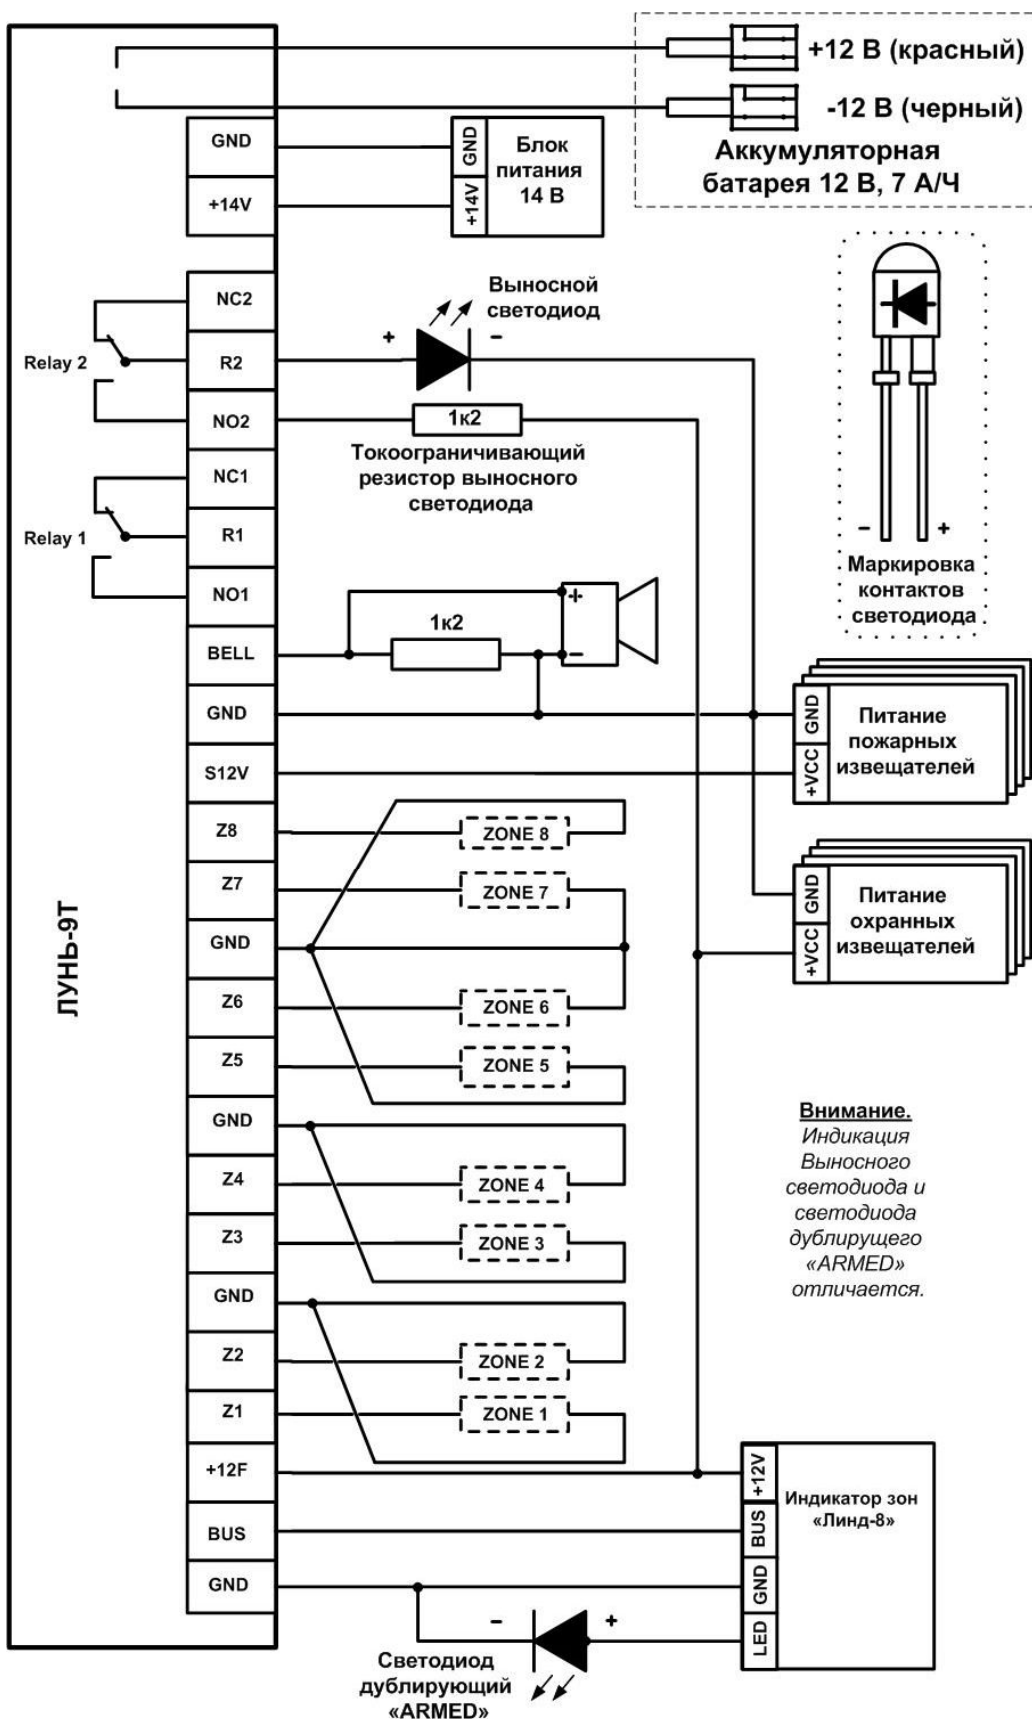 +12 В (красный)
-12 В (черный)
Аккумуляторная
батарея 12 В, 7 А/Ч
GND
+14V
GND
+14V
Блок
питания
14 В
NC2
R2
NO2
Relay 2
Выносной
светодиод
+
-
1к2
Токоограничивающий
резистор выносного
светодиода
-
+
Маркировка
контактов
светодиода
NC1
R1
NO1
Relay 1
BELL
1к2
+
-
GND
S12V
GND
+VCC
Питание
пожарных
извещателей
Z8
ZONE 8
Z7
ZONE 7
GND
GND
+VCC
Питание
охранных
извещателей
ЛУНЬ-9Т
Z6
ZONE 6
Z5
ZONE 5
GND
Z4
ZONE 4
Z3
ZONE 3
GND
Z2
ZONE 2
Z1
ZONE 1
Внимание.
Индикация
Выносного
светодиода и
светодиода
дублирущего
«ARMED»
отличается.
+12F
BUS
GND
+12V
BUS
GND
LED
Индикатор зон
«Линд-8»
-
+
Светодиод
дублирующий
«ARMED»